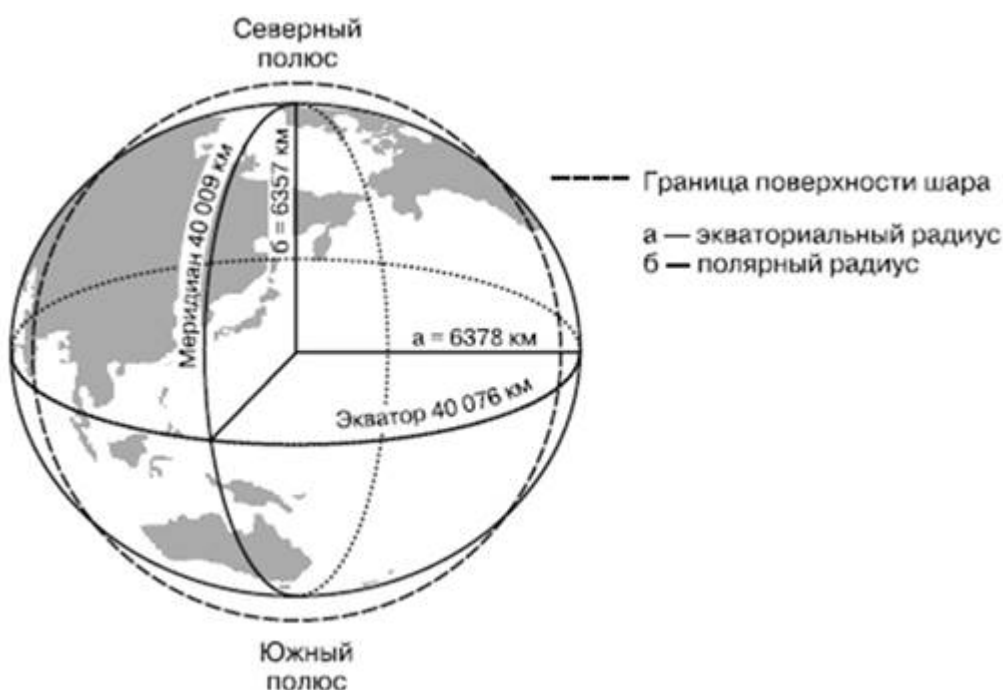 Северный
полюс
Меридиан 40 009 км
б = 6357 км
а = 6378 км
Экватор 40 076 км
Южный
полюс
Граница поверхности шара
а — экваториальный радиус
б — полярный радиус